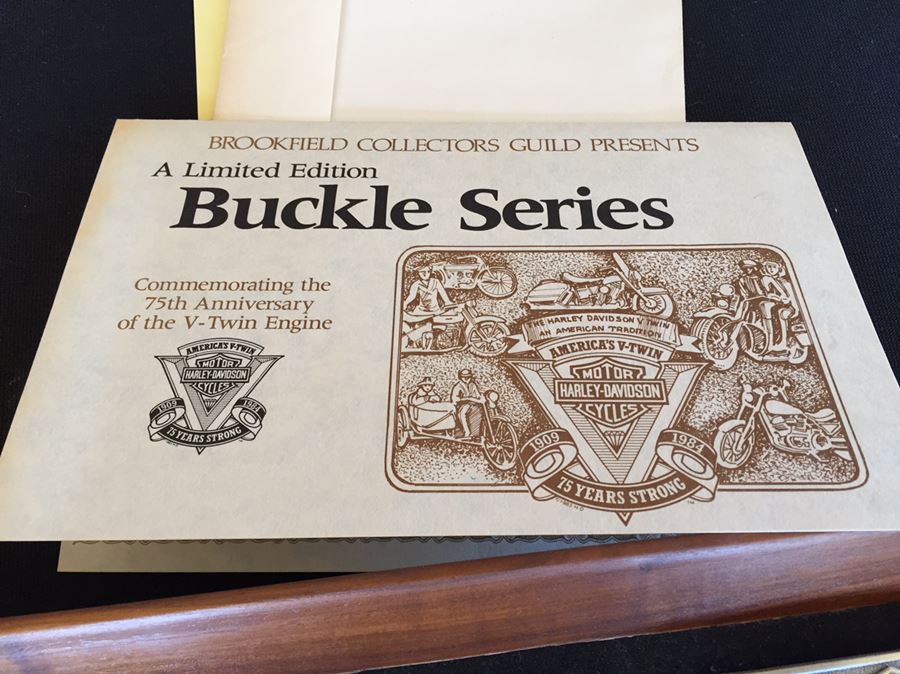 BROOKFIELD COLLECTORS GUILD PRESENTS
A Limited Edition
Buckle Series
Commemorating the
75th Anniversary
of the V-Twin Engine
AMERICA'S V-TWIN
MOTOR
HARLEY-DAVIDSON
CYCLES
1909 1984
75 YEARS STRONG
THE HARLEY DAVIDSON V TWIN
AN AMERICAN TRADITION
AMERICA'S V-TWIN
MOTOR
HARLEY-DAVIDSON
CYCLES
1909 1984
75 YEARS STRONG